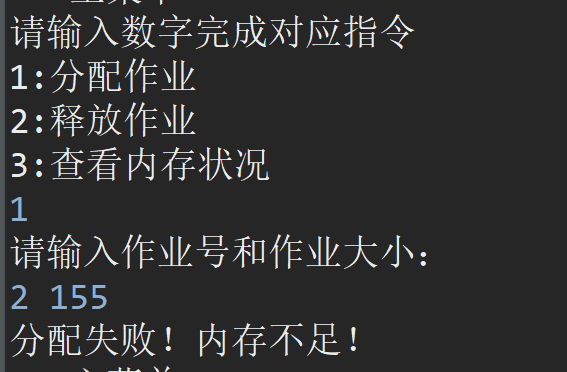 请输入数字完成对应指令
1:分配作业
2:释放作业
3:查看内存状况
1
请输入作业号和作业大小：
2 155
分配失败！内存不足！